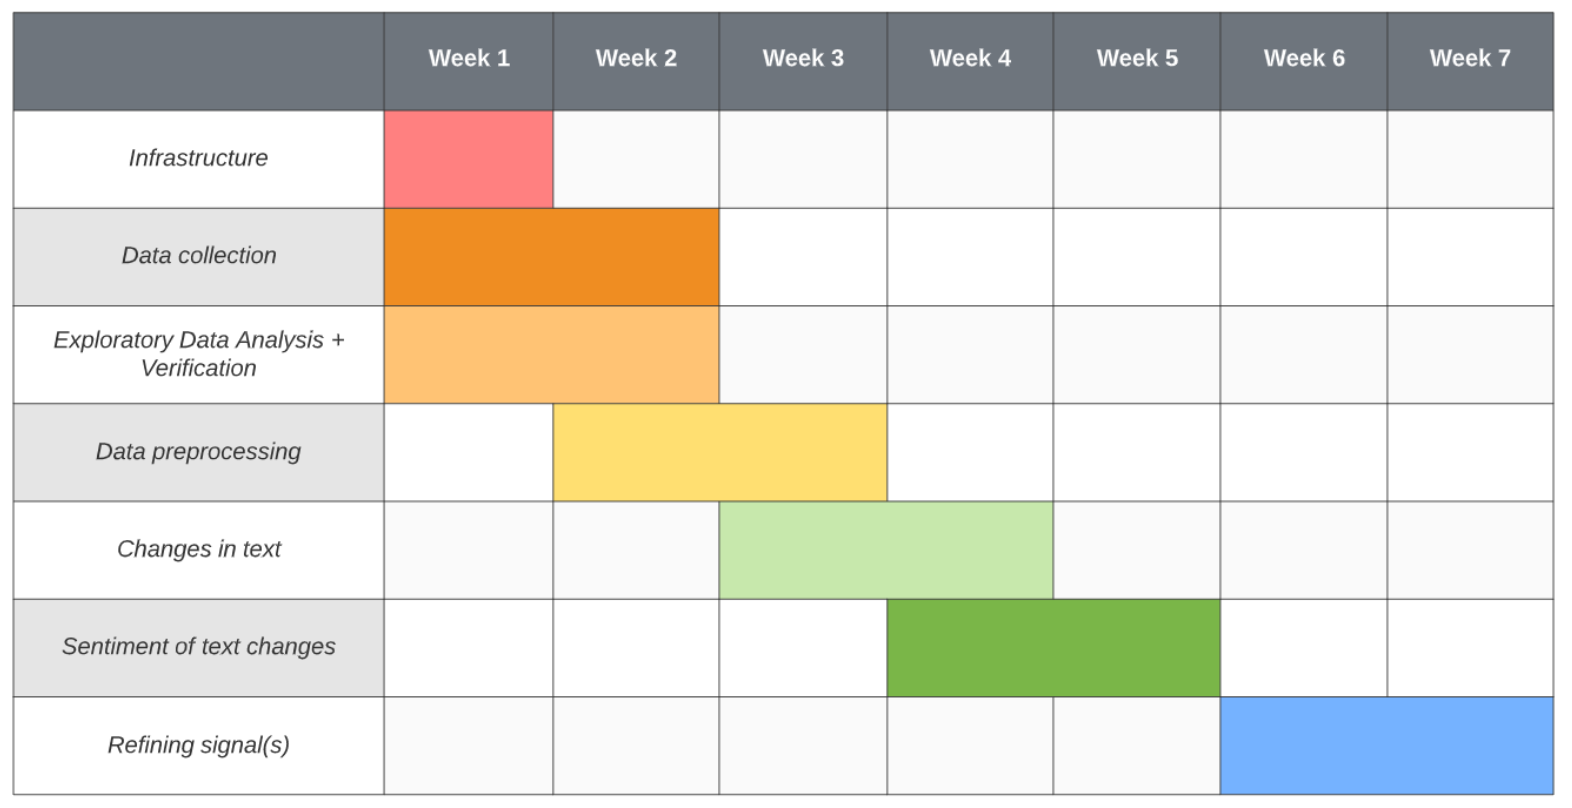 Week 1 Week 2 Week 3 Week 4 Week 5 Week 6 Week 7
Infrastructure
Data collection
Exploratory Data Analysis +
Verification
Data preprocessing
Changes in text
Sentiment of text changes
Refining signal(s)